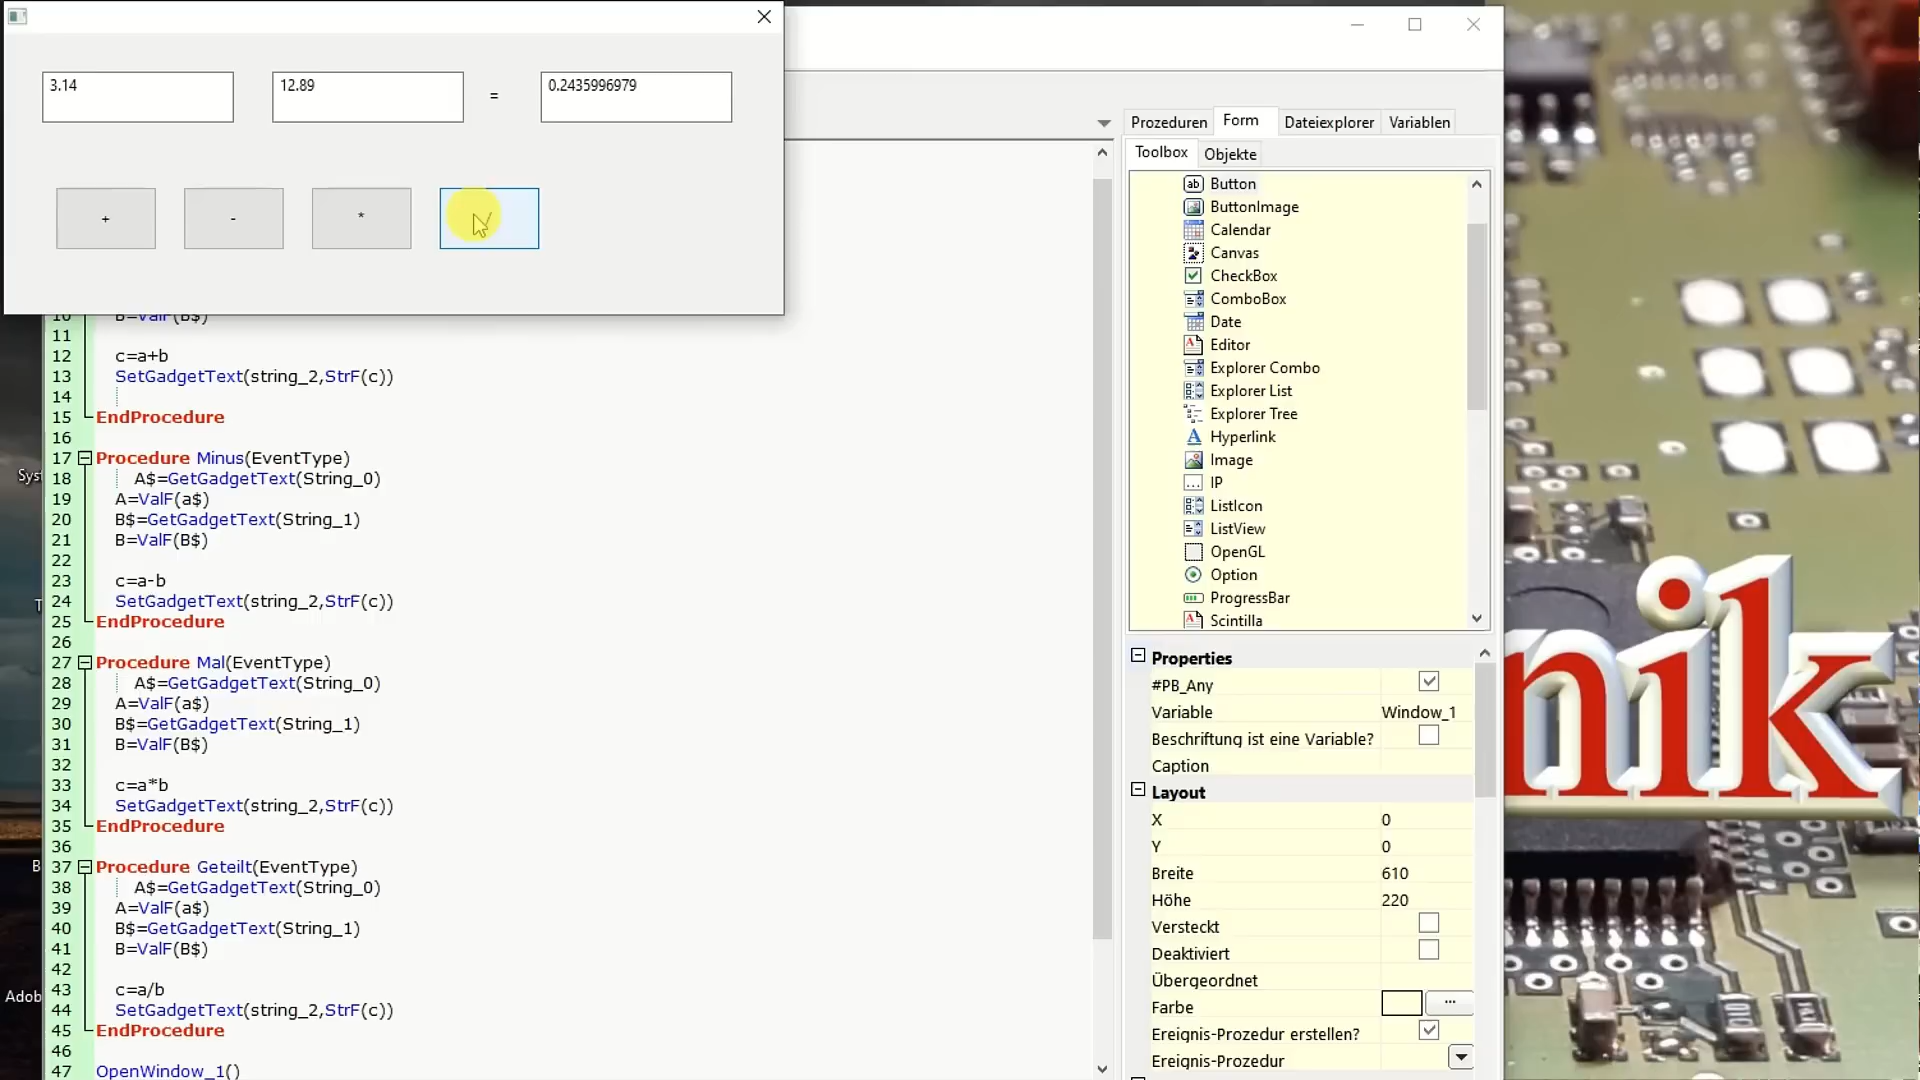 3.14
12.89
=
0.2435996979
+
-
*
/
10 B=ValF(B$)
11
12 c=a+b
13 SetGadgetText(string_2,StrF(c))
14
15 EndProcedure
16
17 Procedure Minus(EventType)
18 A$=GetGadgetText(String_0)
19 A=ValF(a$)
20 B$=GetGadgetText(String_1)
21 B=ValF(B$)
22
23 c=a-b
24 SetGadgetText(string_2,StrF(c))
25 EndProcedure
26
27 Procedure Mal(EventType)
28 A$=GetGadgetText(String_0)
29 A=ValF(a$)
30 B$=GetGadgetText(String_1)
31 B=ValF(B$)
32
33 c=a*b
34 SetGadgetText(string_2,StrF(c))
35 EndProcedure
36
37 Procedure Geteilt(EventType)
38 A$=GetGadgetText(String_0)
39 A=ValF(a$)
40 B$=GetGadgetText(String_1)
41 B=ValF(B$)
42
43 c=a/b
44 SetGadgetText(string_2,StrF(c))
45 EndProcedure
46
47 OpenWindow_1()
Prozeduren Form Dateiexplorer Variablen
Toolbox Objekte
Button
ButtonImage
Calendar
Canvas
CheckBox
ComboBox
Date
Editor
Explorer Combo
Explorer List
Explorer Tree
Hyperlink
Image
IP
ListIcon
ListView
OpenGL
Option
ProgressBar
Scintilla
Properties
#PB_Any
Variable Window_1
Beschriftung ist eine Variable?
Caption
Layout
X 0
Y 0
Breite 610
Höhe 220
Versteckt
Deaktiviert
Übergeordnet
Farbe ...
Ereignis-Prozedur erstellen?
Ereignis-Prozedur
Sys
T
B
Adob
nik